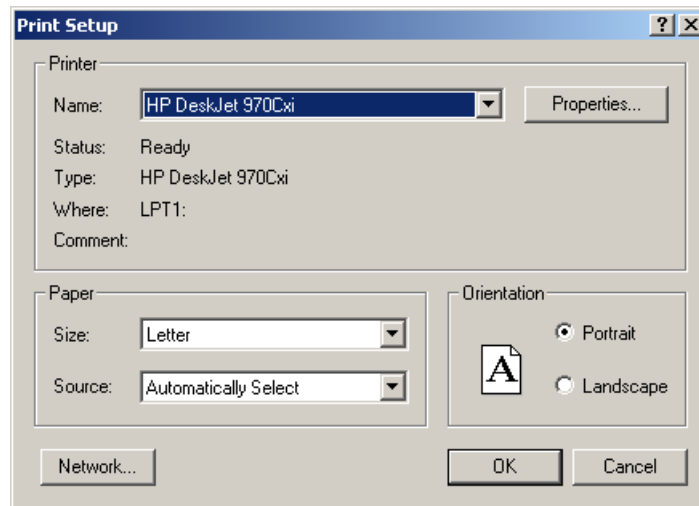 Print Setup
Printer
Name: HP DeskJet 970Cxi Properties...
Status: Ready
Type: HP DeskJet 970Cxi
Where: LPT1:
Comment:
Paper
Size: Letter
Source: Automatically Select
Orientation
A
Portrait
Landscape
Network... OK Cancel